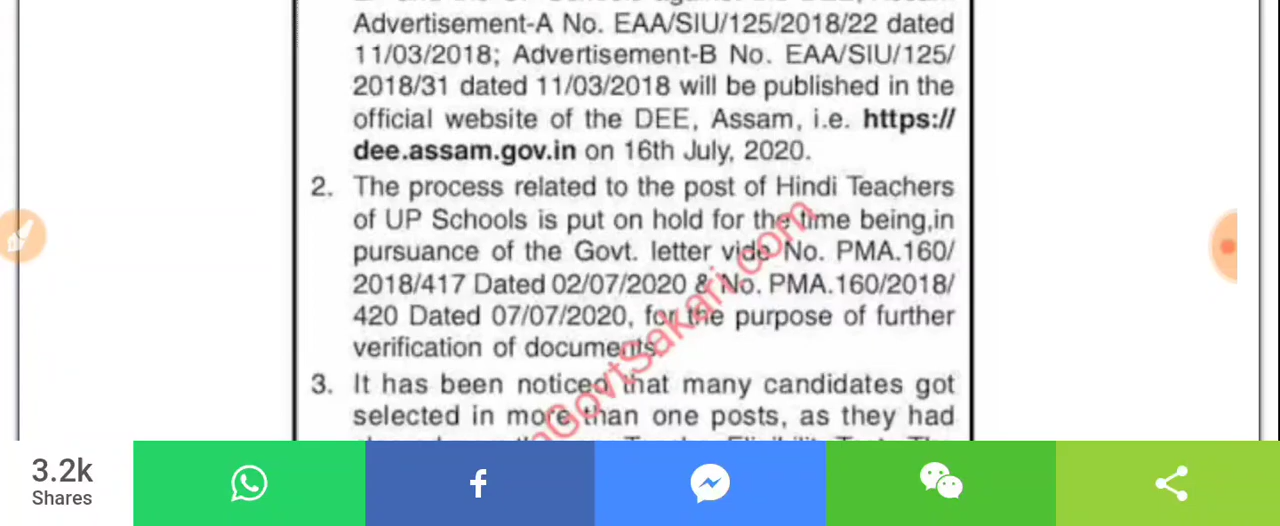 Advertisement-A No. EAA/SIU/125/2018/22 dated
11/03/2018; Advertisement-B No. EAA/SIU/125/
2018/31 dated 11/03/2018 will be published in the
official website of the DEE, Assam, i.e. https://
dee.assam.gov.in on 16th July, 2020.
2. The process related to the post of Hindi Teachers
of UP Schools is put on hold for the time being,in
pursuance of the Govt. letter vide No. PMA.160/
2018/417 Dated 02/07/2020 & No. PMA.160/2018/
420 Dated 07/07/2020, for the purpose of further
verification of documents.
3. It has been noticed that many candidates got
selected in more than one posts, as they had
GovtSakari.com
3.2k
Shares